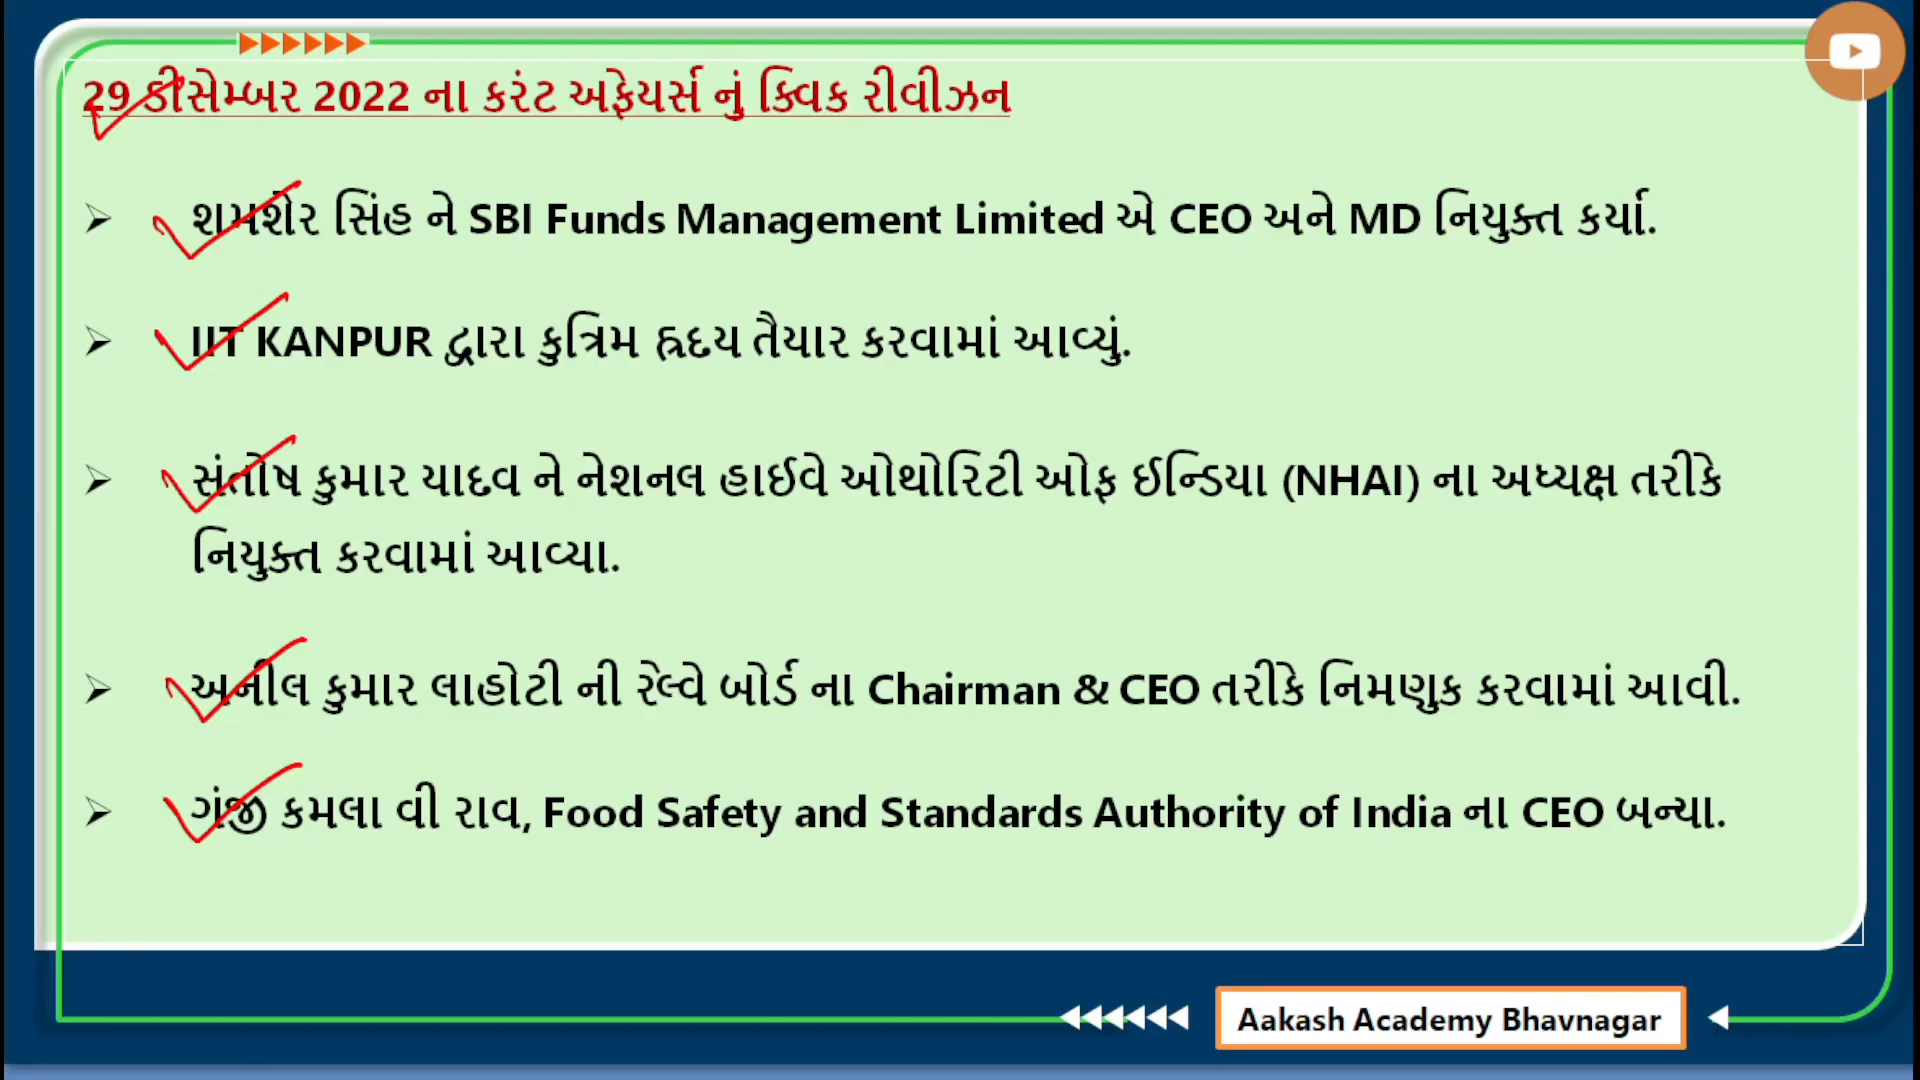 29 ડીસેમ્બર 2022 ના કરંટ અફેયર્સ નું ક્વિક રીવીઝન
શમશેર સિંહ ને SBI Funds Management Limited એ CEO અને MD નિયુક્ત કર્યા.
IIT KANPUR દ્વારા કુત્રિમ હ્રદય તૈયાર કરવામાં આવ્યું.
સંતોષ કુમાર યાદવ ને નેશનલ હાઈવે ઓથોરિટી ઓફ ઈન્ડિયા (NHAI) ના અધ્યક્ષ તરીકે
નિયુક્ત કરવામાં આવ્યા.
અનીલ કુમાર લાહોટી ની રેલ્વે બોર્ડ ના Chairman & CEO તરીકે નિમણુક કરવામાં આવી.
ગંજી કમલા વી રાવ, Food Safety and Standards Authority of India ના CEO બન્યા.
Aakash Academy Bhavnagar